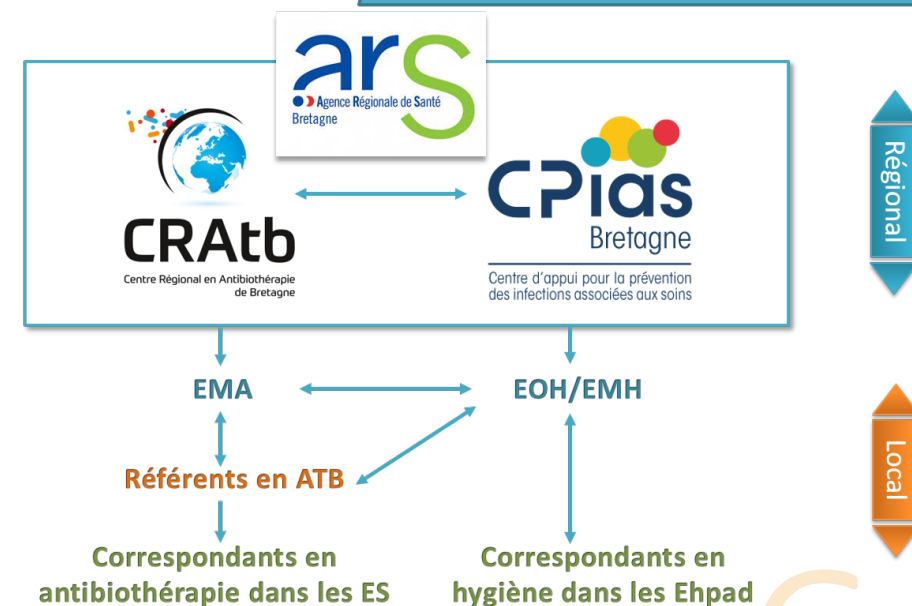 ars
Agence Régionale de Santé
Bretagne
CRAtb
Centre Régional en Antibiothérapie
de Bretagne
CPias
Bretagne
Centre d'appui pour la prévention
des infections associées aux soins
Régional
EMA
EOH/EMH
Local
Référents en ATB
Correspondants en
antibiothérapie dans les ES
Correspondants en
hygiène dans les Ehpad